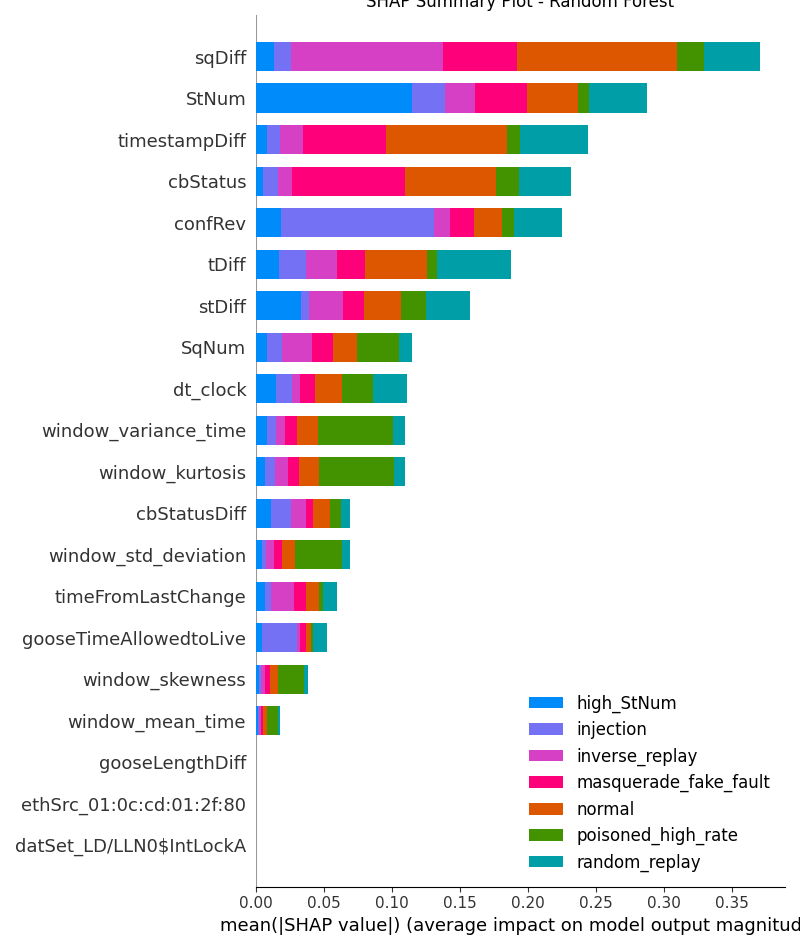 SHAP Summary Plot - Random Forest
sqDiff
StNum
timestampDiff
cbStatus
confRev
tDiff
stDiff
SqNum
dt_clock
window_variance_time
window_kurtosis
cbStatusDiff
window_std_deviation
timeFromLastChange
gooseTimeAllowedtoLive
window_skewness
window_mean_time
gooseLengthDiff
ethSrc_01:0c:cd:01:2f:80
datSet_LD/LLN0$IntLockA
high_StNum
injection
inverse_replay
masquerade_fake_fault
normal
poisoned_high_rate
random_replay
0.00 0.05 0.10 0.15 0.20 0.25 0.30 0.35
mean(|SHAP value|) (average impact on model output magnitud